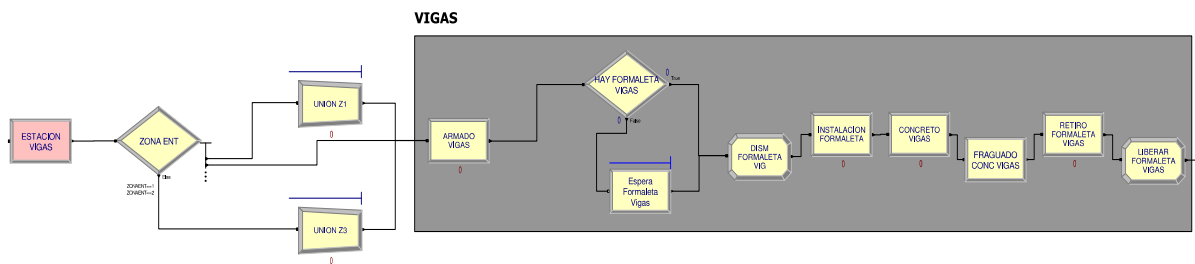 VIGAS
ESTACION
VIGAS
ZONA ENT
Else
ZONAENT==1
ZONAENT==2
UNION Z1
0
UNION Z3
0
ARMADO
VIGAS
0
HAY FORMALETA
VIGAS
0
True
0
False
Espera
Formaleta
Vigas
DISM
FORMALETA
VIG
INSTALACION
FORMALETA
0
CONCRETO
VIGAS
0
FRAGUADO
CONC VIGAS
RETIRO
FORMALETA
VIGAS
0
LIBERAR
FORMALETA
VIGAS